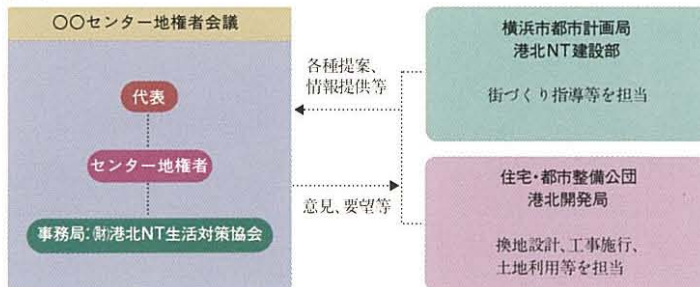 〇〇センター地権者会議
代表
センター地権者
事務局:㈶港北NT生活対策協会
各種提案、
情報提供等
意見、要望等
横浜市都市計画局
港北NT建設部
街づくり指導等を担当
住宅・都市整備公団
港北開発局
換地設計、工事施行、
土地利用等を担当